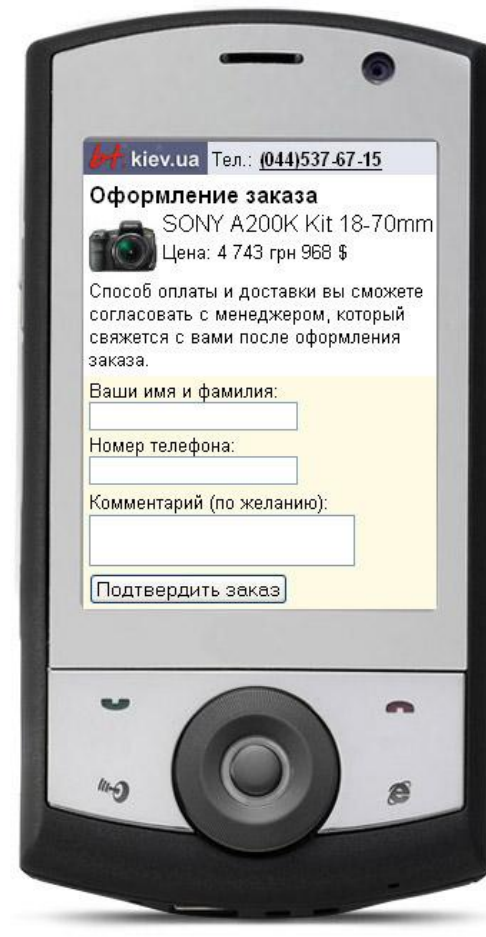 bt. kiev.ua Тел.: (044)537-67-15
Оформление заказа
SONY A200K Kit 18-70mm
Цена: 4 743 грн 968 $
Способ оплаты и доставки вы сможете
согласовать с менеджером, который
свяжется с вами после оформления
заказа.
Ваши имя и фамилия:
Номер телефона:
Комментарий (по желанию):
Подтвердить заказ